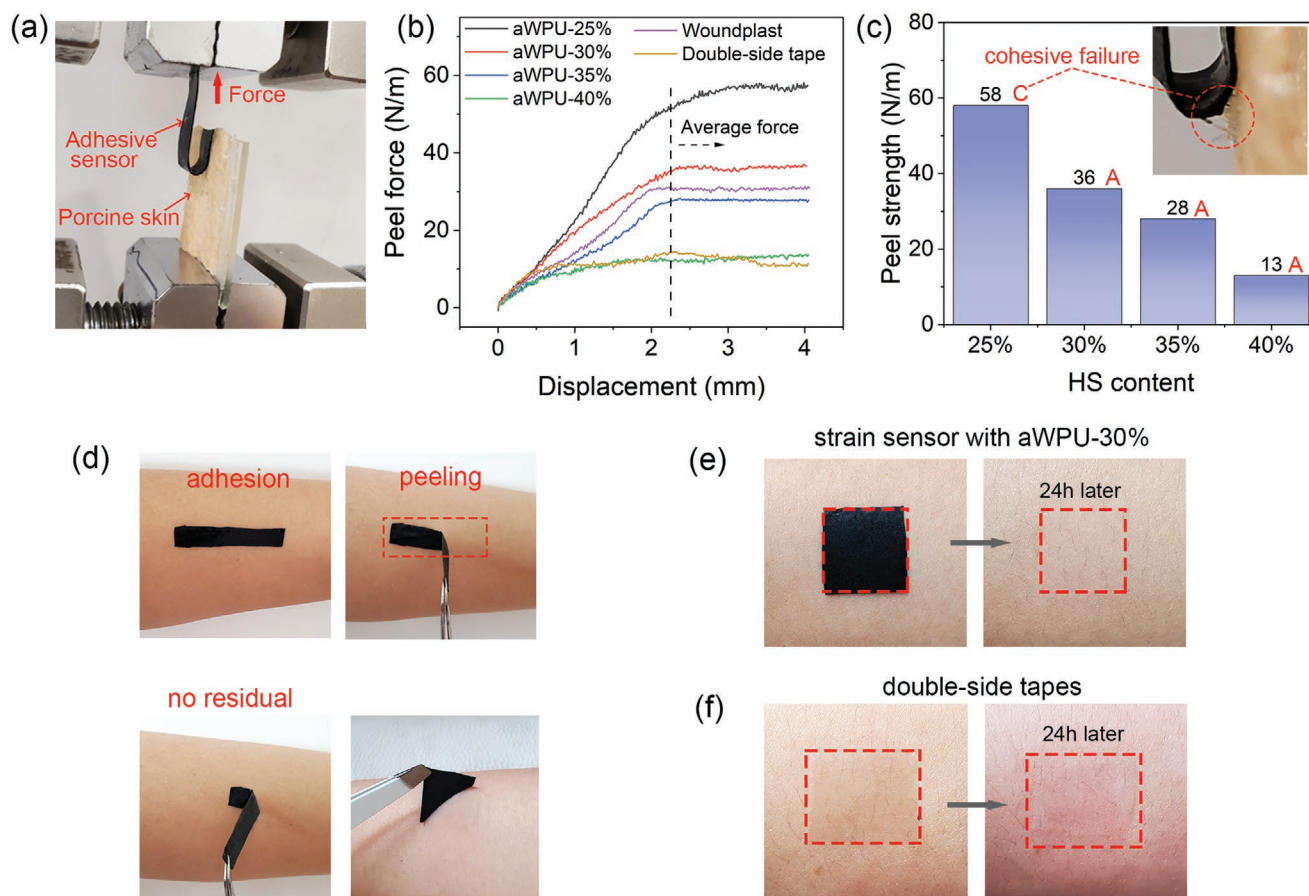 (a)
Force
Adhesive
sensor
Porcine skin
(b)
Peel force (N/m)
80
60
40
20
0
aWPU-25%
aWPU-30%
aWPU-35%
aWPU-40%
Woundplast
Double-side tape
Average force
0 1 2 3 4
Displacement (mm)
(c)
Peel strength (N/m)
80
60
40
20
0
cohesive failure
58 C
36 A
28 A
13 A
25% 30% 35% 40%
HS content
(d)
adhesion
peeling
no residual
(e)
strain sensor with aWPU-30%
24h later
(f)
double-side tapes
24h later